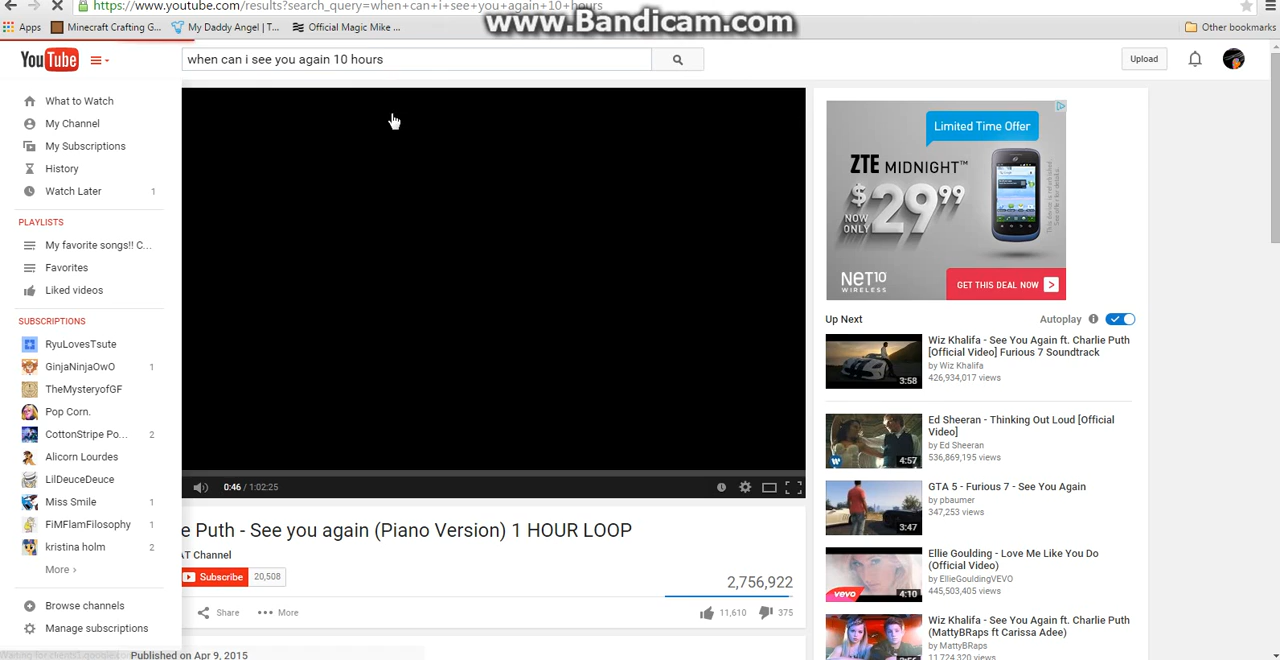 https://www.youtube.com/results?search_query=when+can+i+see+you+again+10+hours
www.Bandicam.com
Apps
Minecraft Crafting G...
My Daddy Angel | T...
Official Magic Mike ...
Other bookmarks
YouTube
when can i see you again 10 hours
Upload
What to Watch
My Channel
My Subscriptions
History
Watch Later 1
PLAYLISTS
My favorite songs!! C...
Favorites
Liked videos
SUBSCRIPTIONS
RyuLovesTsute
GinjaNinjaOwO 1
TheMysteryofGF
Pop Corn.
CottonStripe Po... 2
Alicorn Lourdes
LilDeuceDeute
Miss Smile 1
FiMFlamFilosophy 1
kristina holm 2
More ›
Browse channels
Manage subscriptions
0:46 / 1:02:25
e Puth - See you again (Piano Version) 1 HOUR LOOP
AT Channel
Subscribe 20,508
2,756,922
Share
More
11,610 375
Published on Apr 9, 2015
Limited Time Offer
ZTE MIDNIGHT™
NOW ONLY $29.99
NET10
WIRELESS
GET THIS DEAL NOW >
Up Next
Autoplay
Wiz Khalifa - See You Again ft. Charlie Puth
[Official Video] Furious 7 Soundtrack
by Wiz Khalifa
426,934,017 views
3:58
Ed Sheeran - Thinking Out Loud [Official
Video]
by Ed Sheeran
536,869,195 views
4:57
GTA 5 - Furious 7 - See You Again
by pbaumer
347,253 views
3:47
Ellie Goulding - Love Me Like You Do
(Official Video)
by EllieGouldingVEVO
445,503,405 views
vevo
4:10
Wiz Khalifa - See You Again ft. Charlie Puth
(MattyBRaps ft Carissa Adee)
by MattyBRaps
11,724,320 views